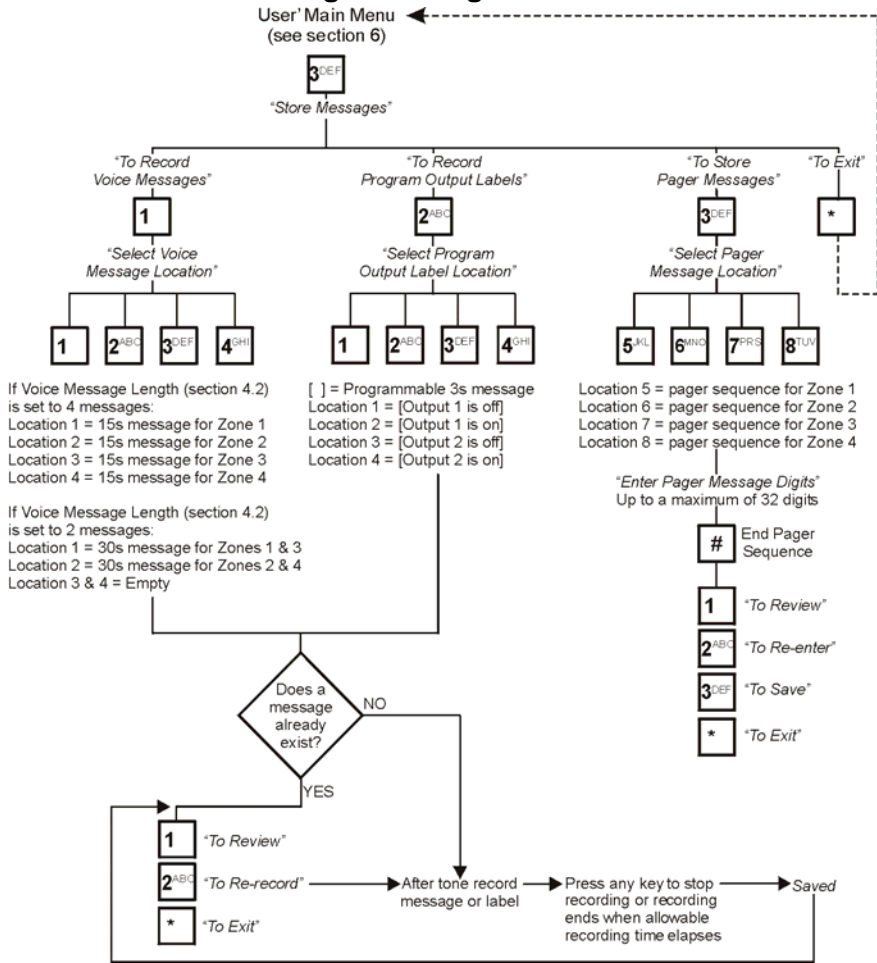 User' Main Menu
(see section 6)
3DEF
"Store Messages"
"To Record
Voice Messages"
"To Record
Program Output Labels"
"To Store
Pager Messages"
"To Exit"
1
2ABC
3DEF
*
"Select Voice
Message Location"
"Select Program
Output Label Location"
"Select Pager
Message Location"
1
2ABC
3DEF
4GHI
1
2ABC
3DEF
4GHI
5JKL
6MNO
7PRS
8TUV
If Voice Message Length (section 4.2)
is set to 4 messages:
Location 1 = 15s message for Zone 1
Location 2 = 15s message for Zone 2
Location 3 = 15s message for Zone 3
Location 4 = 15s message for Zone 4
If Voice Message Length (section 4.2)
is set to 2 messages:
Location 1 = 30s message for Zones 1 & 3
Location 2 = 30s message for Zones 2 & 4
Location 3 & 4 = Empty
[ ] = Programmable 3s message
Location 1 = [Output 1 is off]
Location 2 = [Output 1 is on]
Location 3 = [Output 2 is off]
Location 4 = [Output 2 is on]
Location 5 = pager sequence for Zone 1
Location 6 = pager sequence for Zone 2
Location 7 = pager sequence for Zone 3
Location 8 = pager sequence for Zone 4
"Enter Pager Message Digits"
Up to a maximum of 32 digits
# End Pager
Sequence
1 "To Review"
2ABC "To Re-enter"
3DEF "To Save"
* "To Exit"
Does a
message
already
exist?
NO
YES
1 "To Review"
2ABC "To Re-record"
* "To Exit"
After tone record
message or label
Press any key to stop
recording or recording
ends when allowable
recording time elapses
Saved